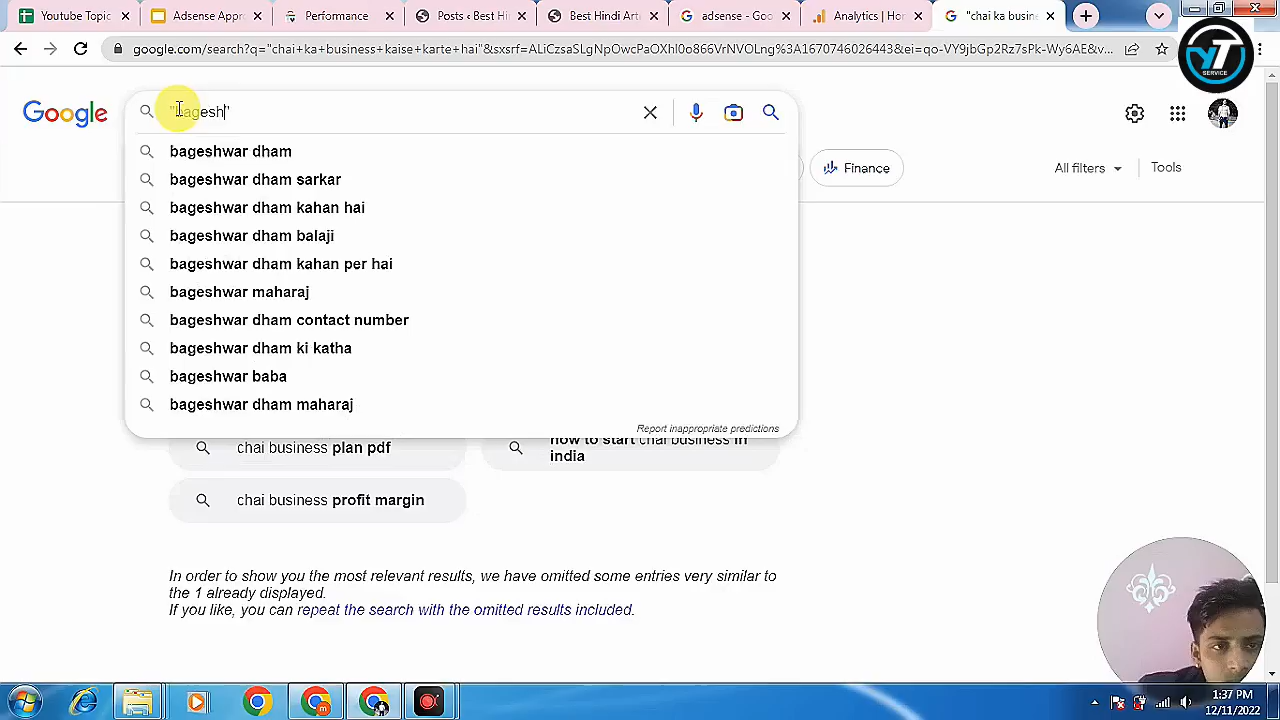 Youtube Topic
Adsense Appr
Performance
Posts ‹ Best
Best Hindi Art
adsense - Go
Analytics | Ho
"chai ka busin
google.com/search?q="chai+ka+business+kaise+karte+hai"&sxsrf=ALiCzsaSLgNpOwcPaOXhl0o866VrNVOLng%3A1670746026443&ei=qo-VY9jLGp2Rz7sPk-Wy6AE&v...
YT
SERVICE
Google
"bagesh"
bageshwar dham
bageshwar dham sarkar
bageshwar dham kahan hai
bageshwar dham balaji
bageshwar dham kahan per hai
bageshwar maharaj
bageshwar dham contact number
bageshwar dham ki katha
bageshwar baba
bageshwar dham maharaj
Report inappropriate predictions
Finance
All filters
Tools
chai business plan pdf
how to start chai business in
india
chai business profit margin
In order to show you the most relevant results, we have omitted some entries very similar to
the 1 already displayed.
If you like, you can repeat the search with the omitted results included.
1:37 PM
12/11/2022